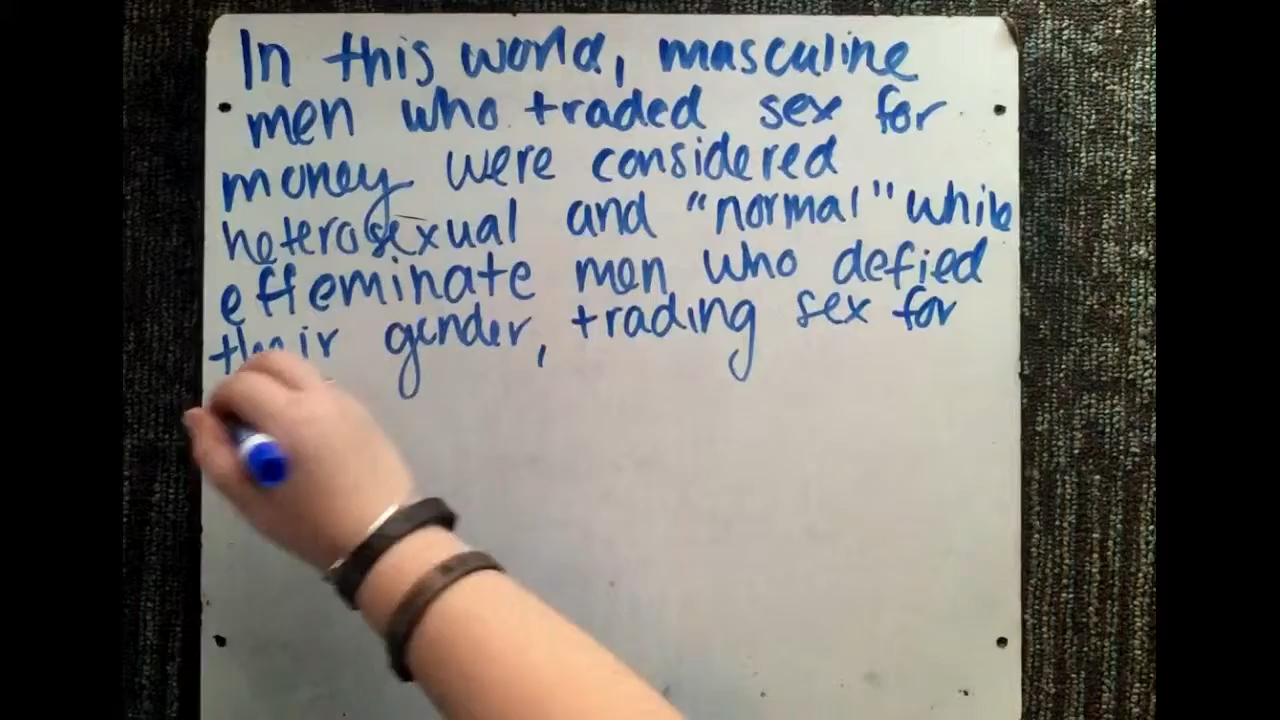 In this world, masculine
men who traded sex for
money were considered
heterosexual and "normal" while
effeminate men who defied
their gender, trading sex for